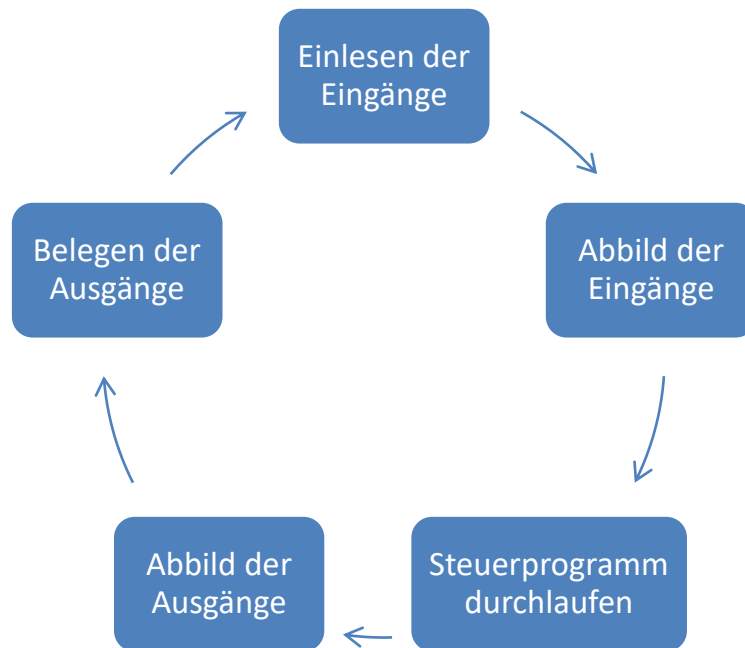 Einlesen der
Eingänge
Abbild der
Eingänge
Steuerprogramm
durchlaufen
Abbild der
Ausgänge
Belegen der
Ausgänge